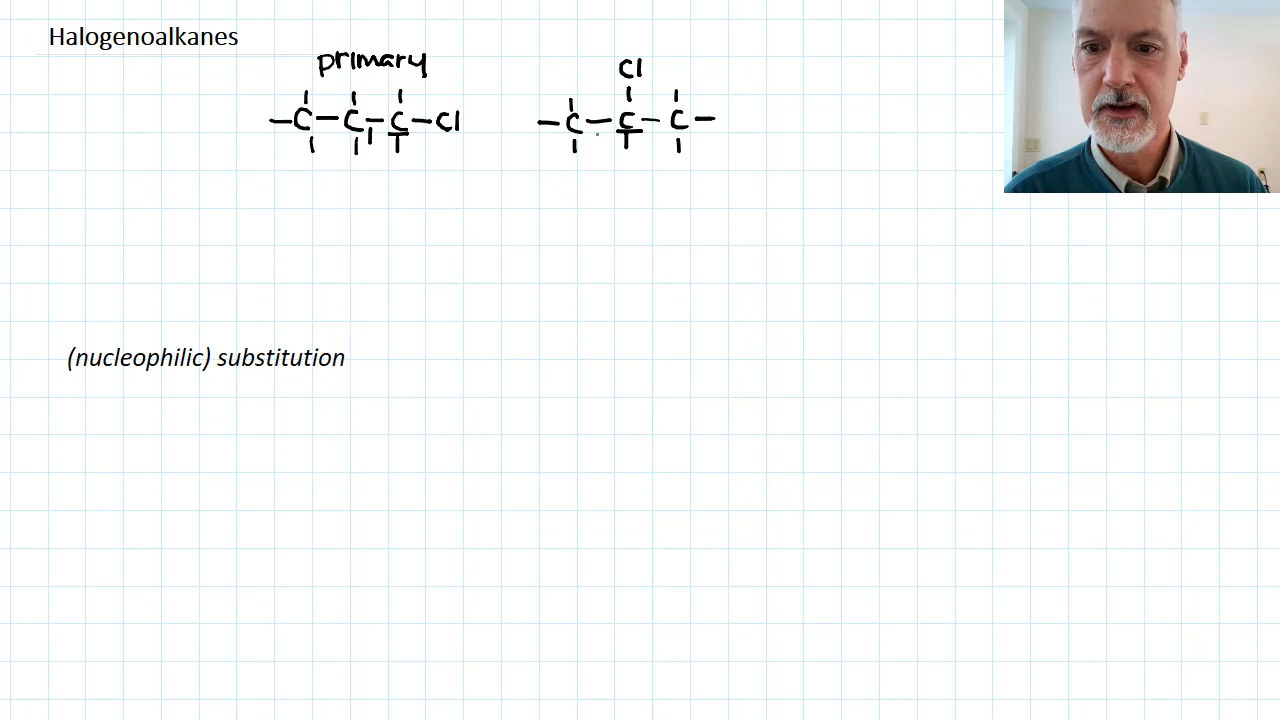 Halogenoalkanes
primary
Cl
–C–C–C–Cl
–C–C–C–
(nucleophilic) substitution